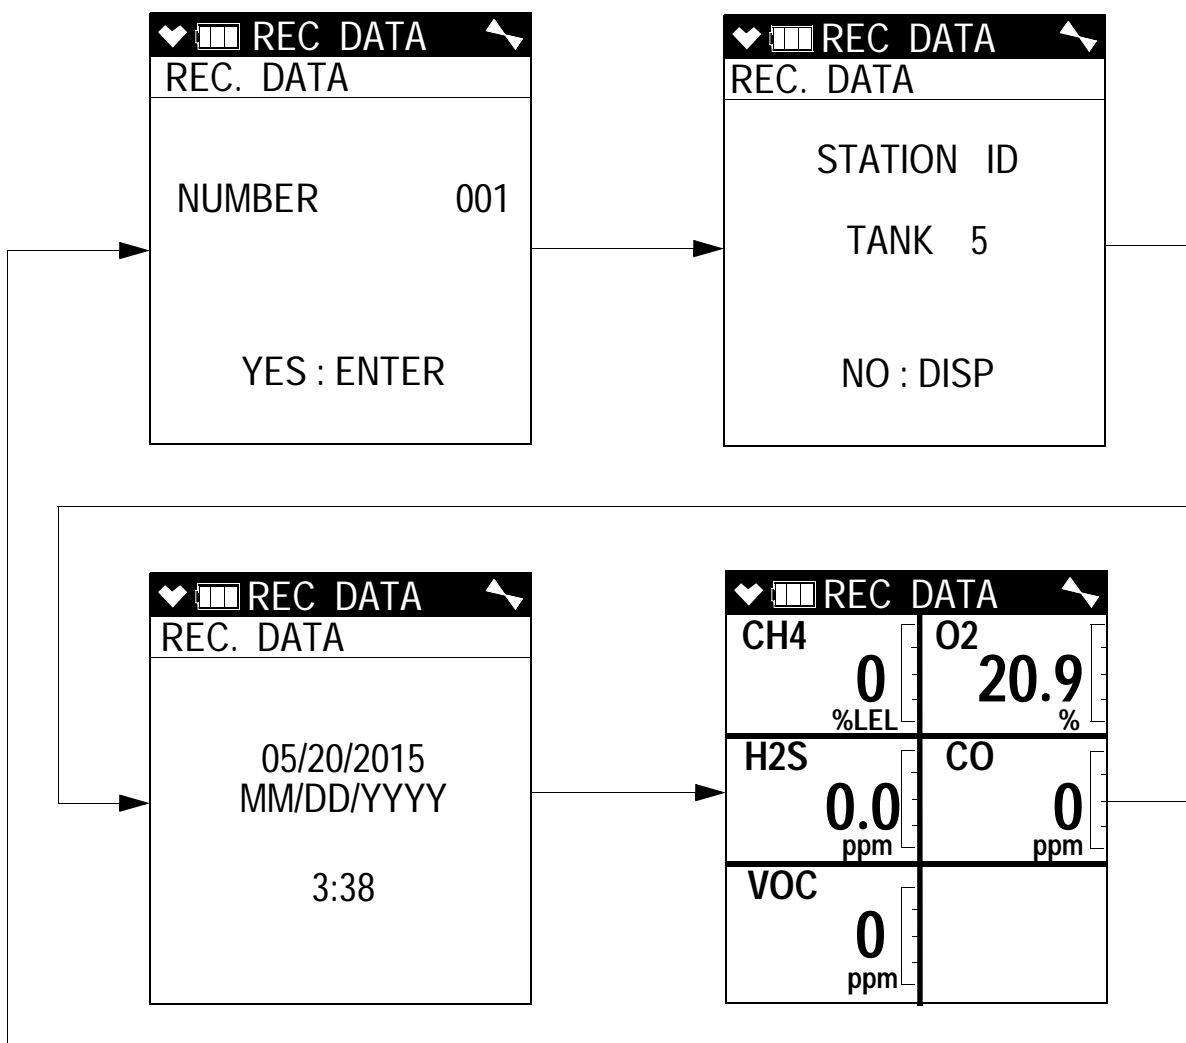 REC DATA
REC. DATA
NUMBER 001
YES : ENTER
REC DATA
REC. DATA
STATION ID
TANK 5
NO : DISP
REC DATA
REC. DATA
05/20/2015
MM/DD/YYYY
3:38
REC DATA
CH4
0
%LEL
O2
20.9
%
H2S
0.0
ppm
CO
0
ppm
VOC
0
ppm